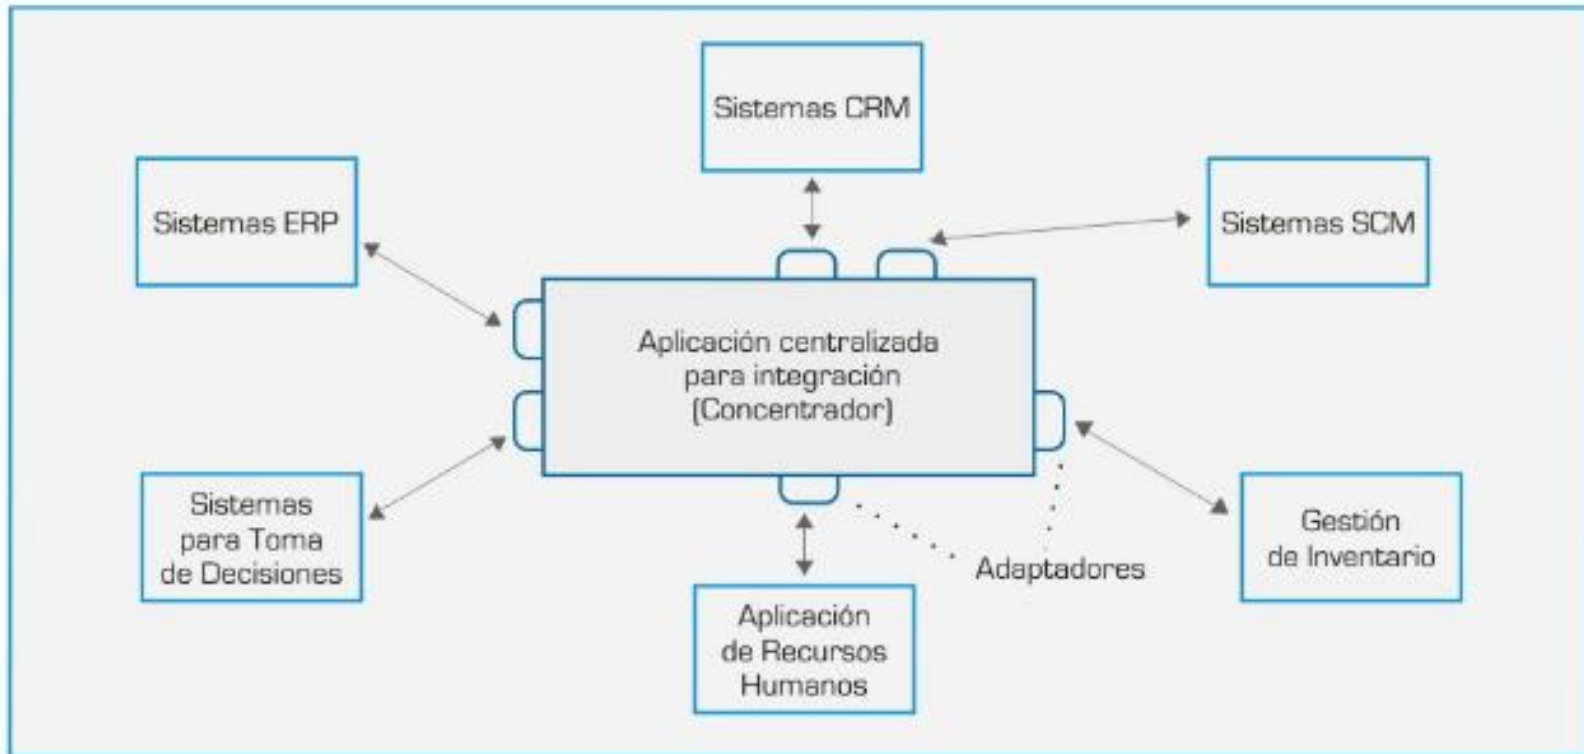 Sistemas CRM
Sistemas ERP
Sistemas SCM
Aplicación centralizada
para integración
(Concentrador)
Sistemas
para Toma
de Decisiones
Gestión
de Inventario
Adaptadores
Aplicación
de Recursos
Humanos